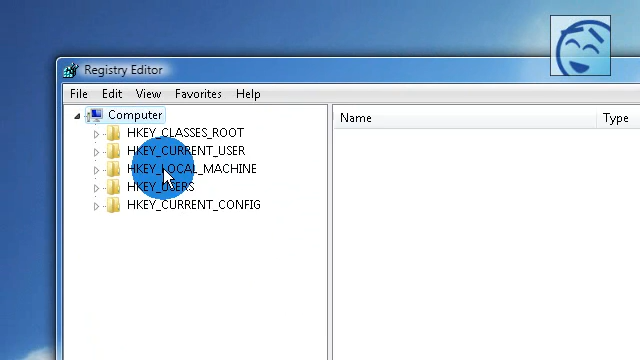 Registry Editor
File Edit View Favorites Help
Computer
Name Type
HKEY_CLASSES_ROOT
HKEY_CURRENT_USER
HKEY_LOCAL_MACHINE
HKEY_USERS
HKEY_CURRENT_CONFIG